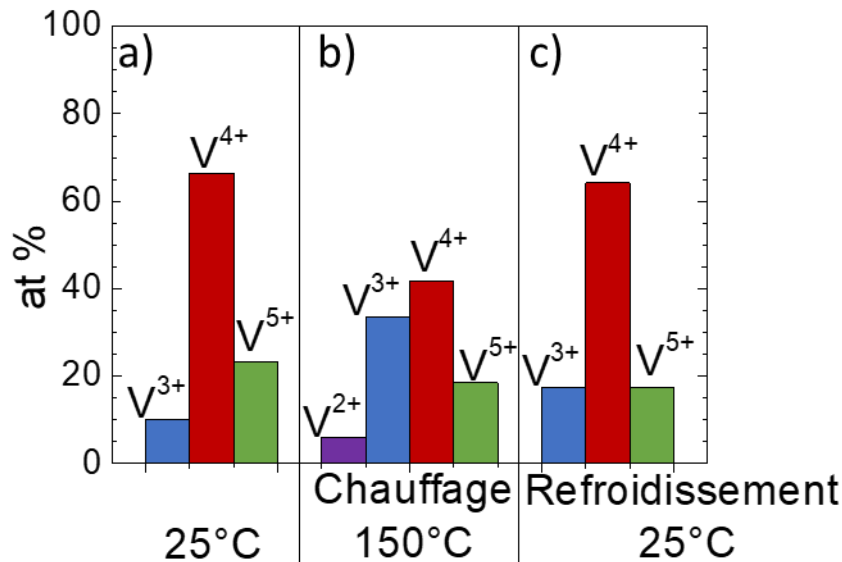 100
80
60
40
20
0
at %
a)
V3+
V4+
V5+
b)
V2+
V3+
V4+
V5+
c)
V3+
V4+
V5+
Chauffage
Refroidissement
25°C
150°C
25°C